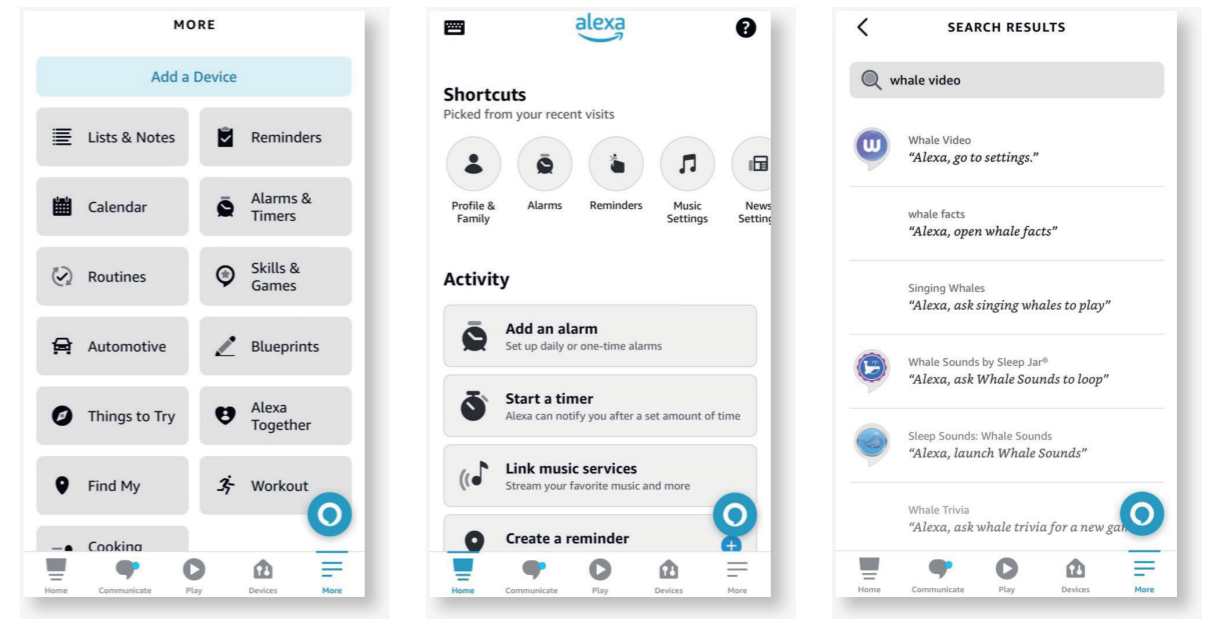 MORE
Add a Device
Lists & Notes
Reminders
Calendar
Alarms &
Timers
Routines
Skills &
Games
Automotive
Blueprints
Things to Try
Alexa
Together
Find My
Workout
Cooking
Home
Communicate
Play
Devices
More
alexa
?
Shortcuts
Picked from your recent visits
Profile &
Family
Alarms
Reminders
Music
Settings
News
Setting
Activity
Add an alarm
Set up daily or one-time alarms
Start a timer
Alexa can notify you after a set amount of time
Link music services
Stream your favorite music and more
Create a reminder
Home
Communicate
Play
Devices
More
SEARCH RESULTS
whale video
w
Whale Video
“Alexa, go to settings.”
whale facts
“Alexa, open whale facts”
Singing Whales
“Alexa, ask singing whales to play”
Whale Sounds by Sleep Jar®
“Alexa, ask Whale Sounds to loop”
Sleep Sounds: Whale Sounds
“Alexa, launch Whale Sounds”
Whale Trivia
“Alexa, ask whale trivia for a new gam
Home
Communicate
Play
Devices
More